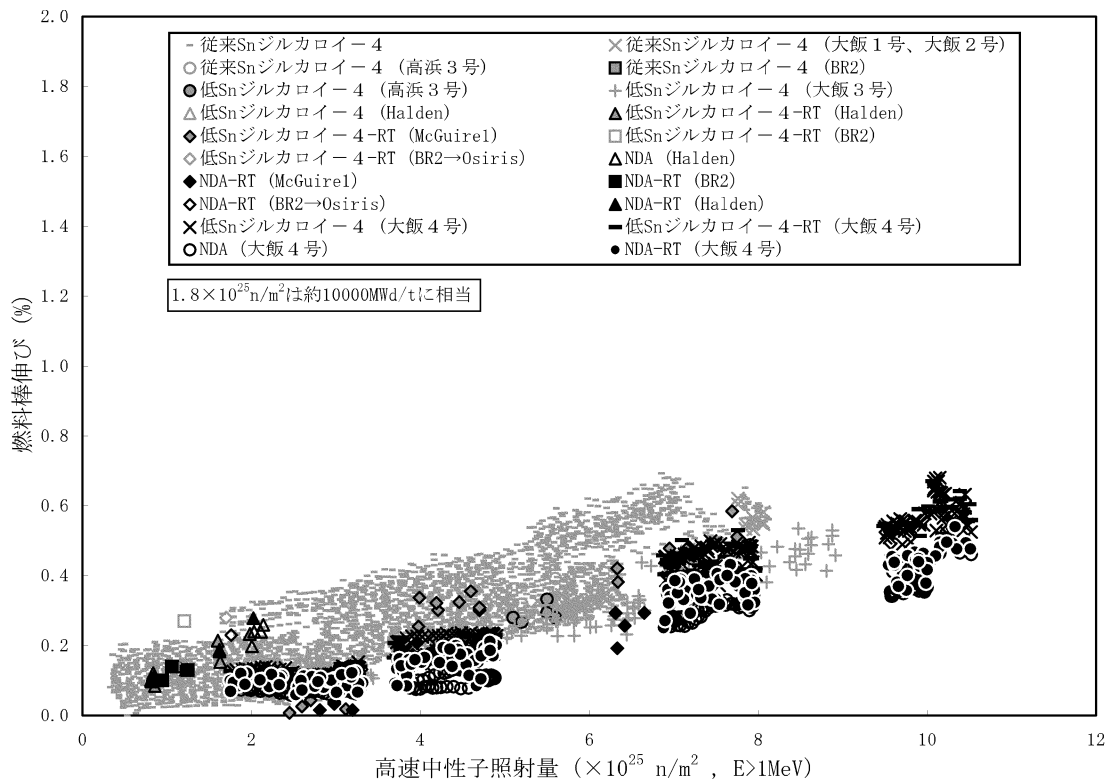 2.0
1.8
1.6
1.4
1.2
1.0
0.8
0.6
0.4
0.2
0.0
燃料棒伸び (%)
従来Snジルカロイ－４
従来Snジルカロイ－４ (大飯１号、大飯２号)
従来Snジルカロイ－４ (高浜３号)
従来Snジルカロイ－４ (BR2)
低Snジルカロイ－４ (高浜３号)
低Snジルカロイ－４ (大飯３号)
低Snジルカロイ－４ (Halden)
低Snジルカロイ－４-RT (Halden)
低Snジルカロイ－４-RT (McGuire1)
低Snジルカロイ－４-RT (BR2)
低Snジルカロイ－４-RT (BR2→Osiris)
NDA (Halden)
NDA-RT (McGuire1)
NDA-RT (BR2)
NDA-RT (BR2→Osiris)
NDA-RT (Halden)
低Snジルカロイ－４ (大飯４号)
低Snジルカロイ－４-RT (大飯４号)
NDA (大飯４号)
NDA-RT (大飯４号)
1.8×10²⁵n/m²は約10000MWd/tに相当
0 2 4 6 8 10 12
高速中性子照射量 (×10²⁵ n/m² , E>1MeV)